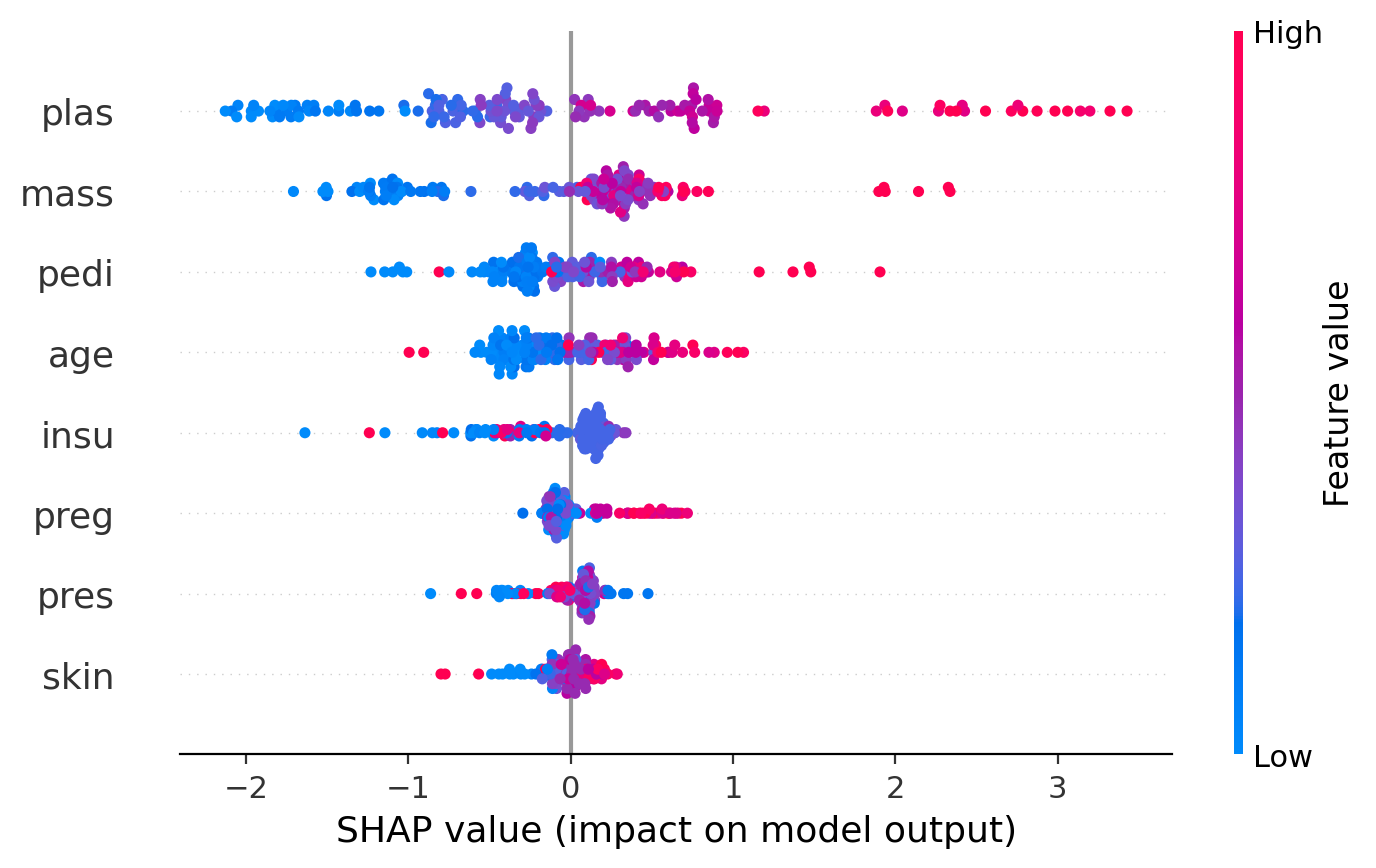 High
plas
mass
pedi
age
insu
preg
pres
skin
Feature value
Low
−2 −1 0 1 2 3
SHAP value (impact on model output)